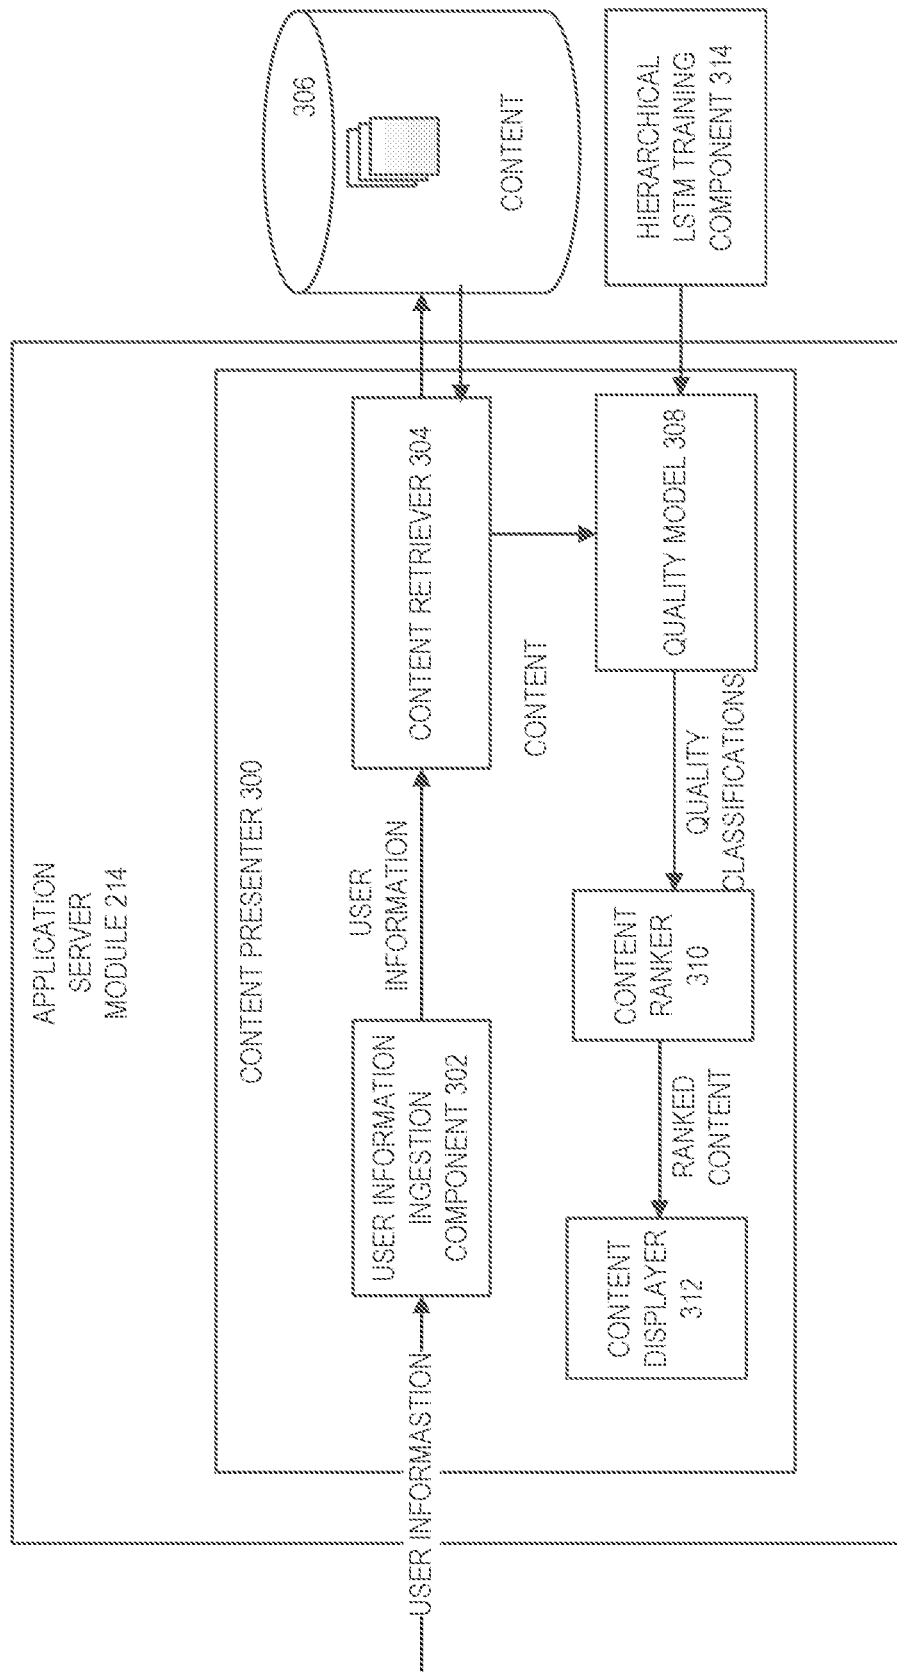 APPLICATION
SERVER
MODULE 214
CONTENT PRESENTER 300
USER INFORMASTION
USER INFORMATION
INGESTION
COMPONENT 302
USER
INFORMATION
CONTENT RETRIEVER 304
306
CONTENT
CONTENT
HIERARCHICAL
LSTM TRAINING
COMPONENT 314
QUALITY MODEL 308
QUALITY
CLASSIFICATIONS
CONTENT
RANKER
310
RANKED
CONTENT
CONTENT
DISPLAYER
312